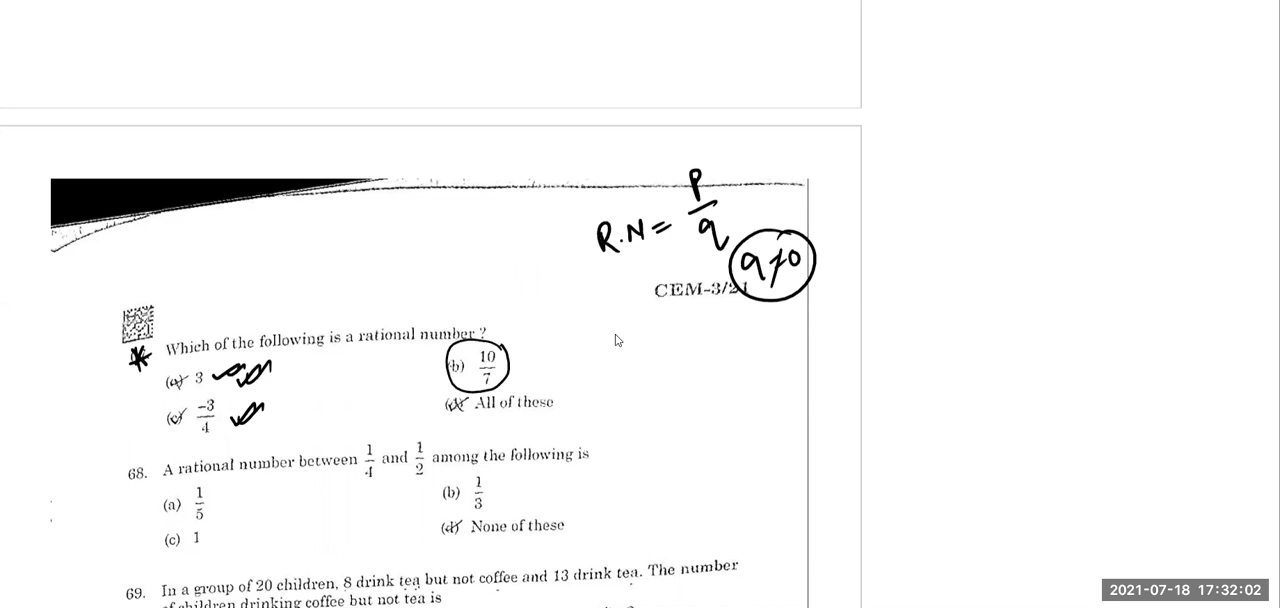 R.N = p/q
q≠0
CEM-3/21
Which of the following is a rational number ?
(a) 3
(b) 10/7
(c) -3/4
(d) All of these
68. A rational number between 1/4 and 1/2 among the following is
(a) 1/5
(b) 1/3
(c) 1
(d) None of these
69. In a group of 20 children, 8 drink tea but not coffee and 13 drink tea. The number
of children drinking coffee but not tea is
2021-07-18 17:32:02